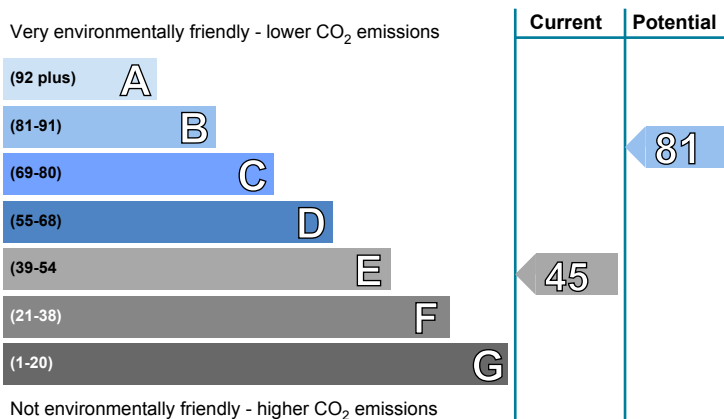 Current Potential
Very environmentally friendly - lower CO2 emissions
(92 plus) A
(81-91) B
81
(69-80) C
(55-68) D
(39-54 E
45
(21-38) F
(1-20) G
Not environmentally friendly - higher CO2 emissions